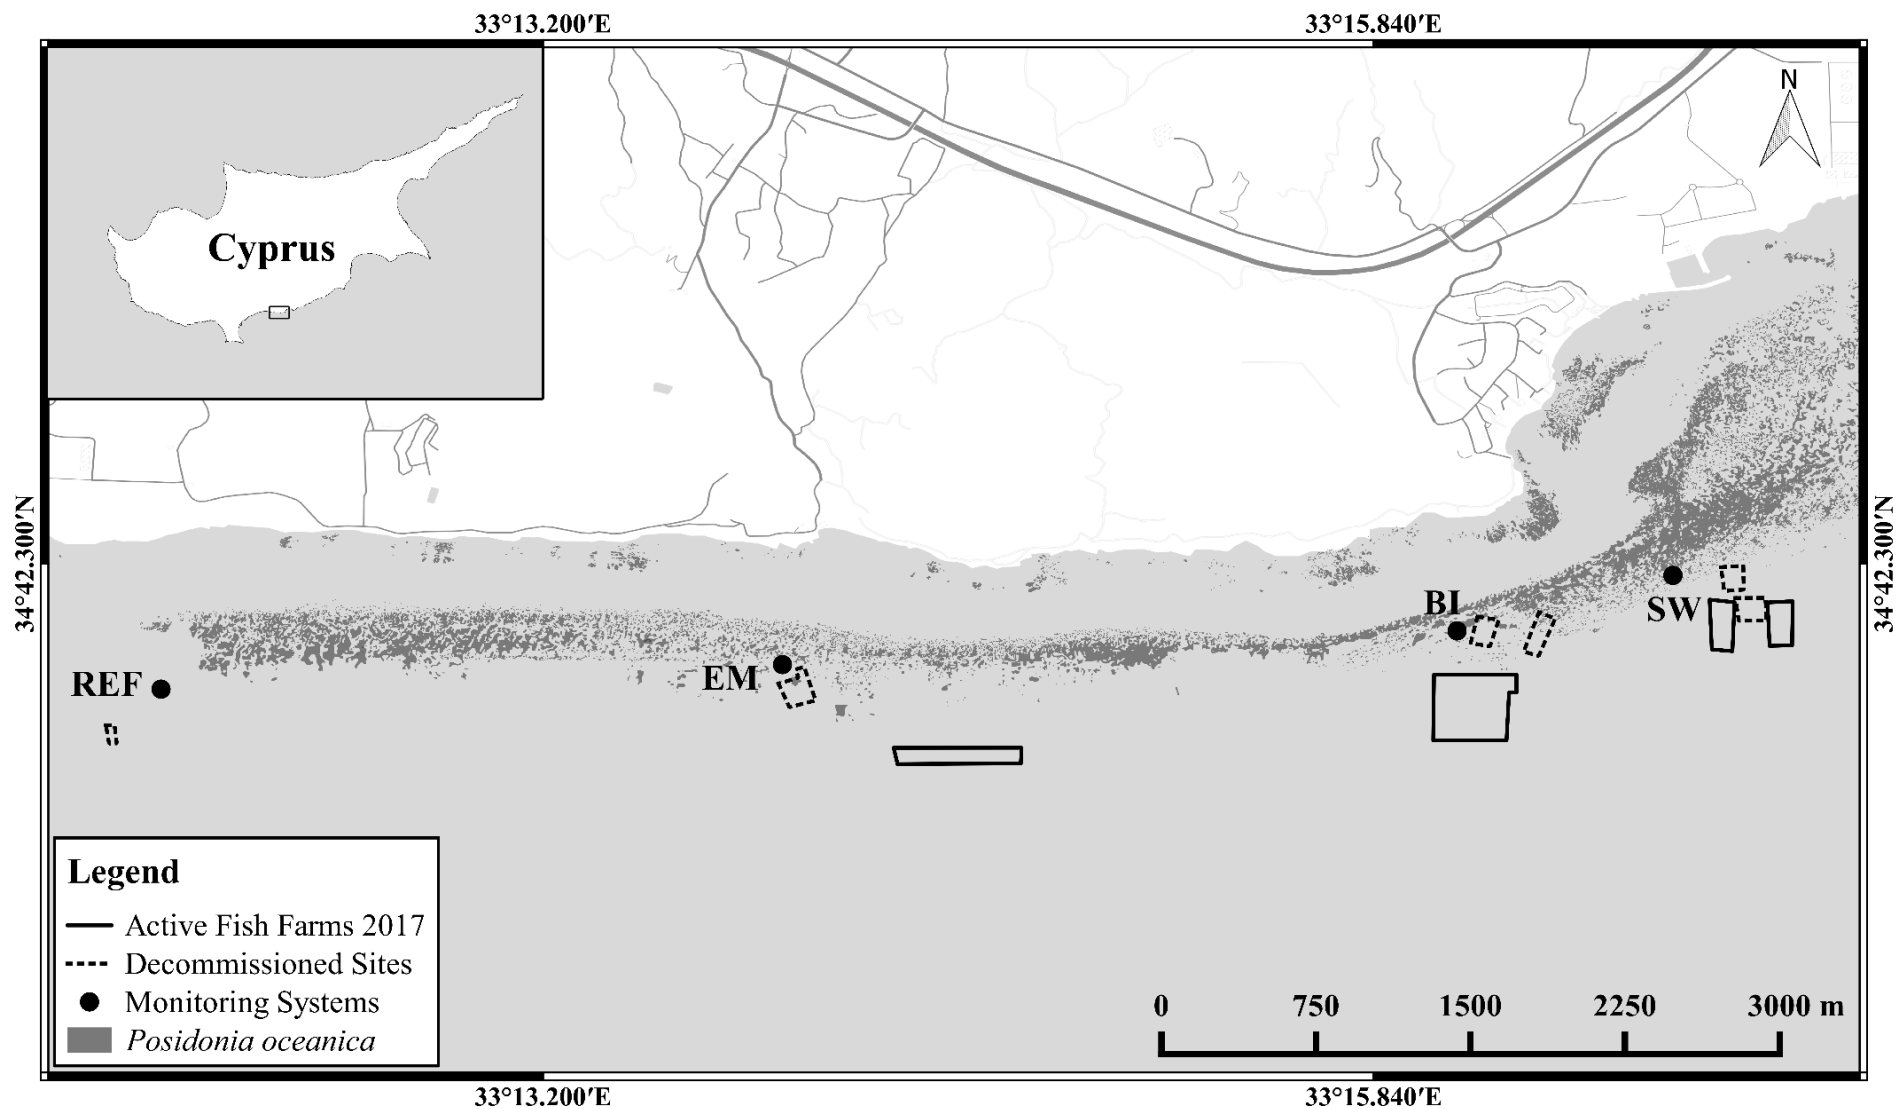 33°13.200′E
33°15.840′E
N
Cyprus
34°42.300′N
34°42.300′N
BI
SW
REF
EM
Legend
Active Fish Farms 2017
Decommissioned Sites
Monitoring Systems
Posidonia oceanica
0 750 1500 2250 3000 m
33°13.200′E
33°15.840′E